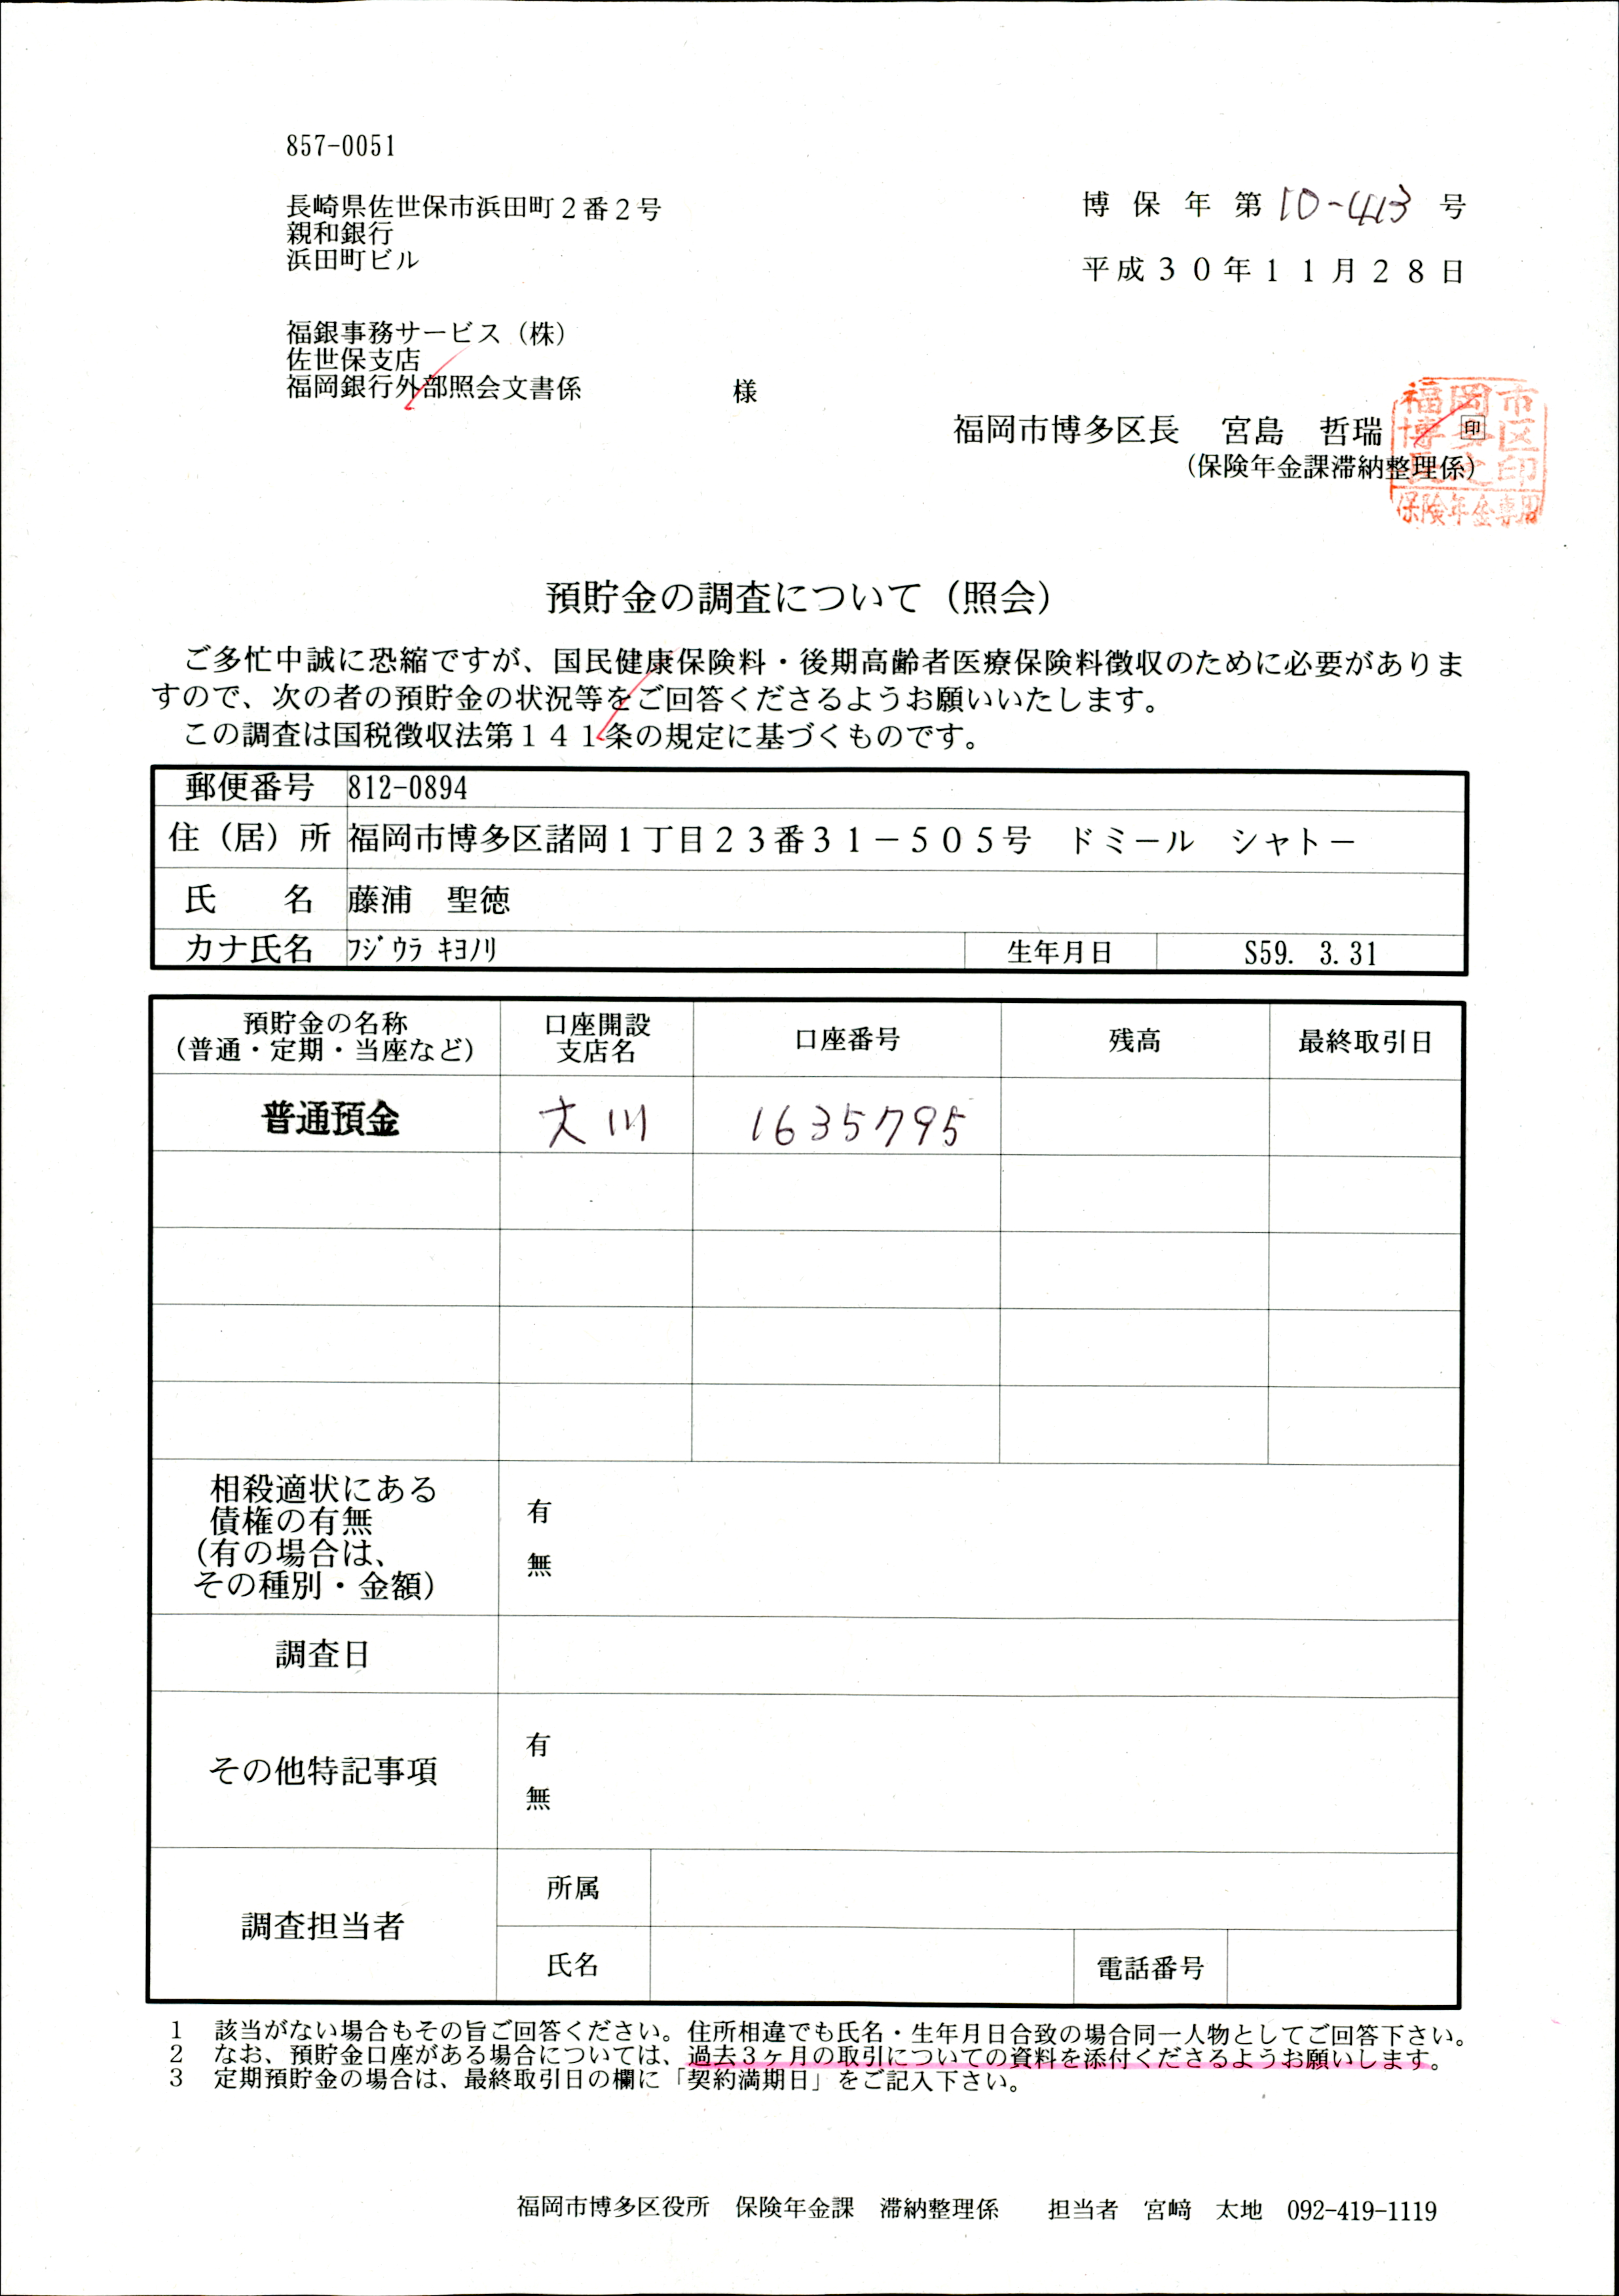 857-0051
長崎県佐世保市浜田町２番２号
親和銀行
浜田町ビル
博保年第10-413号
平成３０年１１月２８日
福銀事務サービス（株）
佐世保支店
福岡銀行外部照会文書係 様
福岡市博多区長 宮島 哲瑞 印
（保険年金課滞納整理係）
福岡市
博多区
長之印
保険年金専用
預貯金の調査について（照会）
ご多忙中誠に恐縮ですが、国民健康保険料・後期高齢者医療保険料徴収のために必要がありま
すので、次の者の預貯金の状況等をご回答くださるようお願いいたします。
この調査は国税徴収法第１４１条の規定に基づくものです。
郵便番号 812-0894
住（居）所 福岡市博多区諸岡１丁目２３番３１－５０５号 ドミール シャトー
氏 名 藤浦 聖徳
カナ氏名 ﾌｼﾞｳﾗ ｷﾖﾉﾘ 生年月日 S59. 3.31
預貯金の名称
（普通・定期・当座など） 口座開設
支店名 口座番号 残高 最終取引日
普通預金 大川 1635795
相殺適状にある
債権の有無
（有の場合は、
その種別・金額） 有
無
調査日
その他特記事項 有
無
調査担当者 所属
氏名 電話番号
1 該当がない場合もその旨ご回答ください。住所相違でも氏名・生年月日合致の場合同一人物としてご回答下さい。
2 なお、預貯金口座がある場合については、過去３ヶ月の取引についての資料を添付くださるようお願いします。
3 定期預貯金の場合は、最終取引日の欄に「契約満期日」をご記入下さい。
福岡市博多区役所 保険年金課 滞納整理係 担当者 宮﨑 太地 092-419-1119